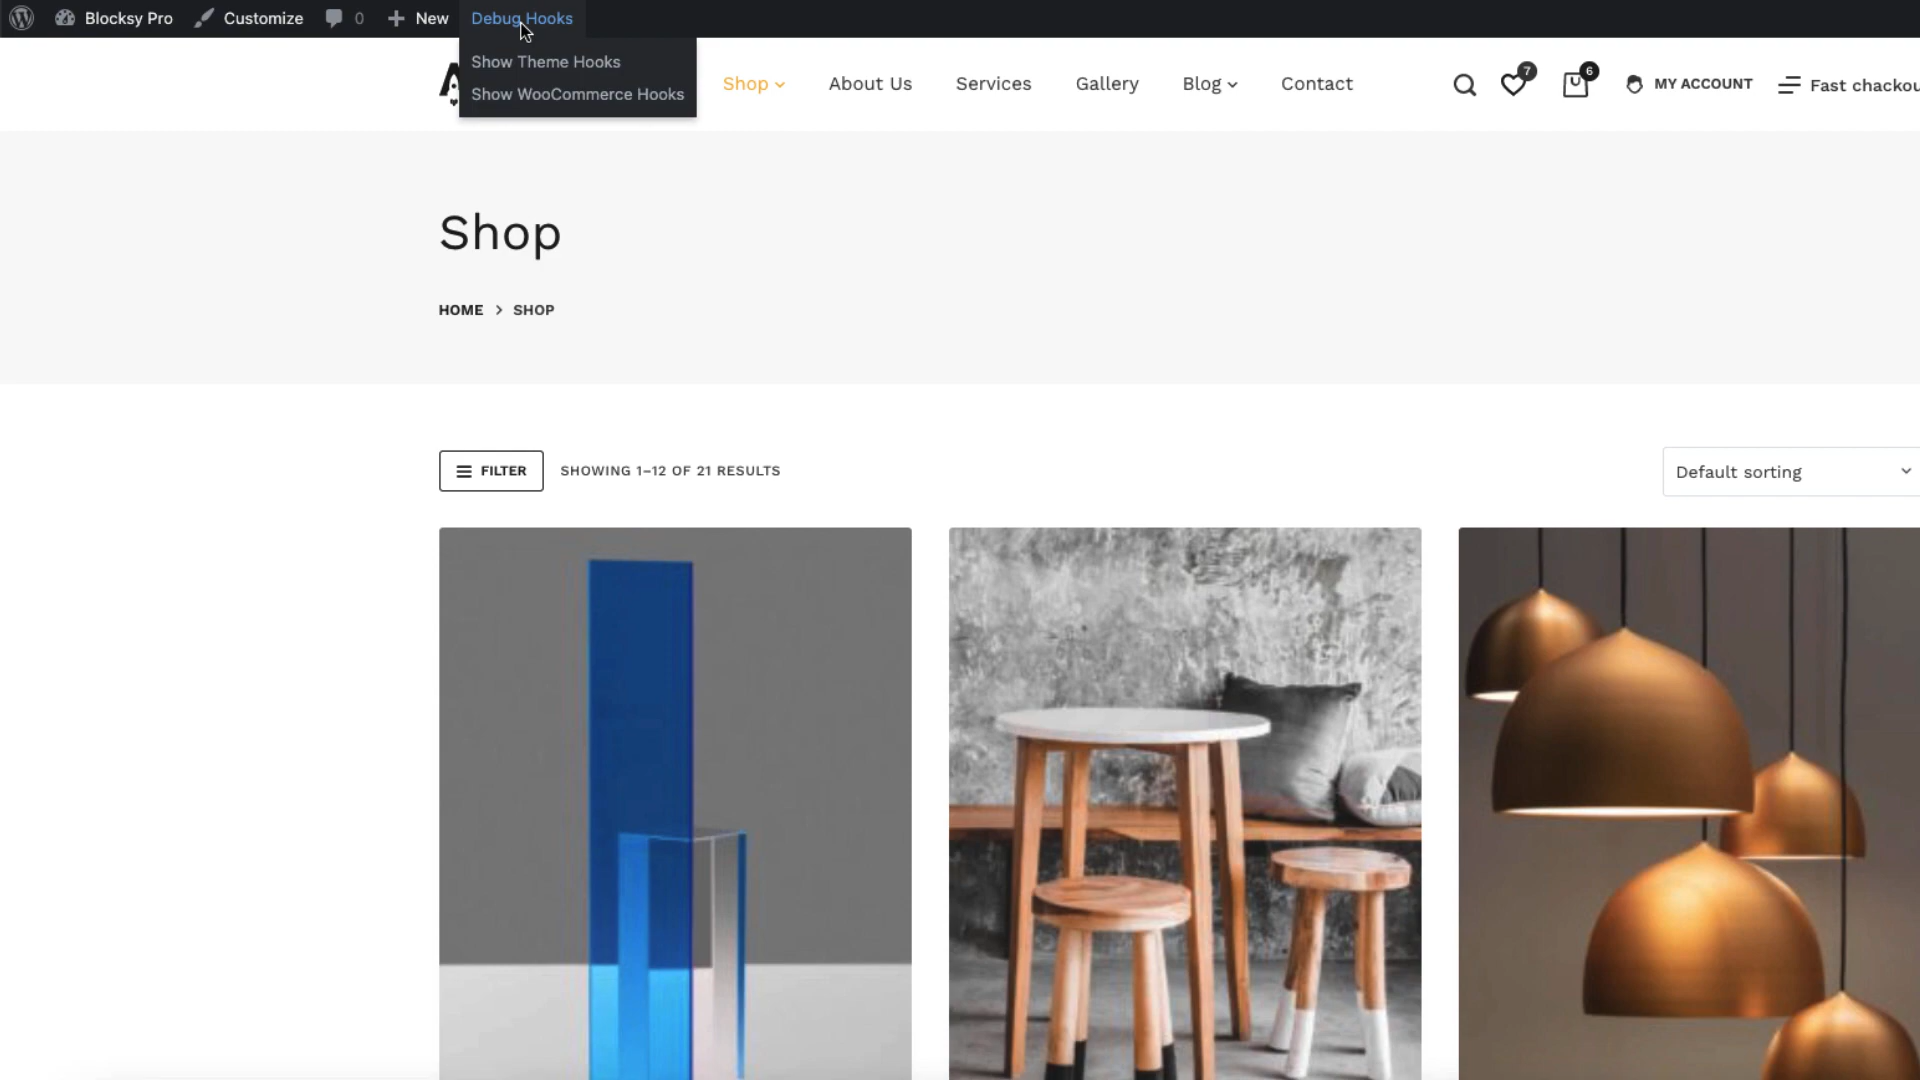 Blocksy Pro
Customize
0
New
Debug Hooks
Show Theme Hooks
Show WooCommerce Hooks
Shop
About Us
Services
Gallery
Blog
Contact
7
6
MY ACCOUNT
Fast chackou
Shop
HOME > SHOP
FILTER
SHOWING 1–12 OF 21 RESULTS
Default sorting